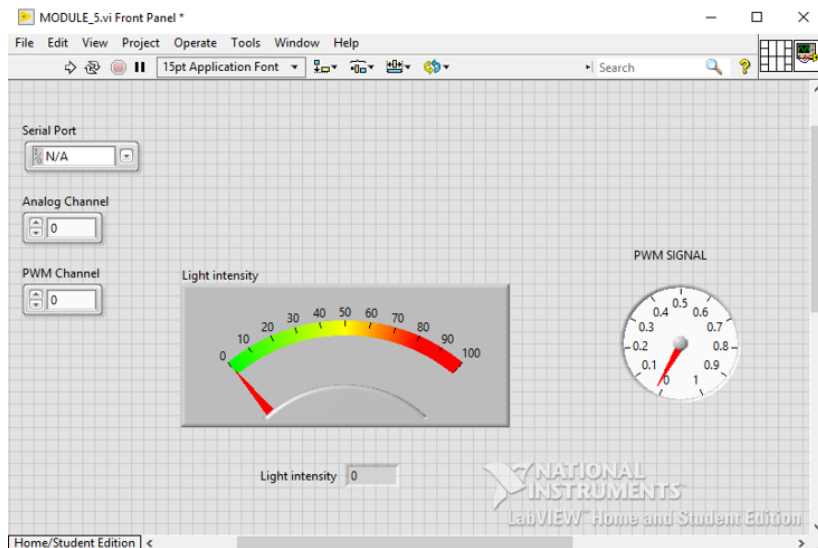 MODULE_5.vi Front Panel *
File Edit View Project Operate Tools Window Help
15pt Application Font
Search
Serial Port
N/A
Analog Channel
0
PWM Channel
0
Light intensity
0 10 20 30 40 50 60 70 80 90 100
Light intensity 0
PWM SIGNAL
0 0.1 0.2 0.3 0.4 0.5 0.6 0.7 0.8 0.9 1
NATIONAL
INSTRUMENTS™
LabVIEW™ Home and Student Edition
Home/Student Edition